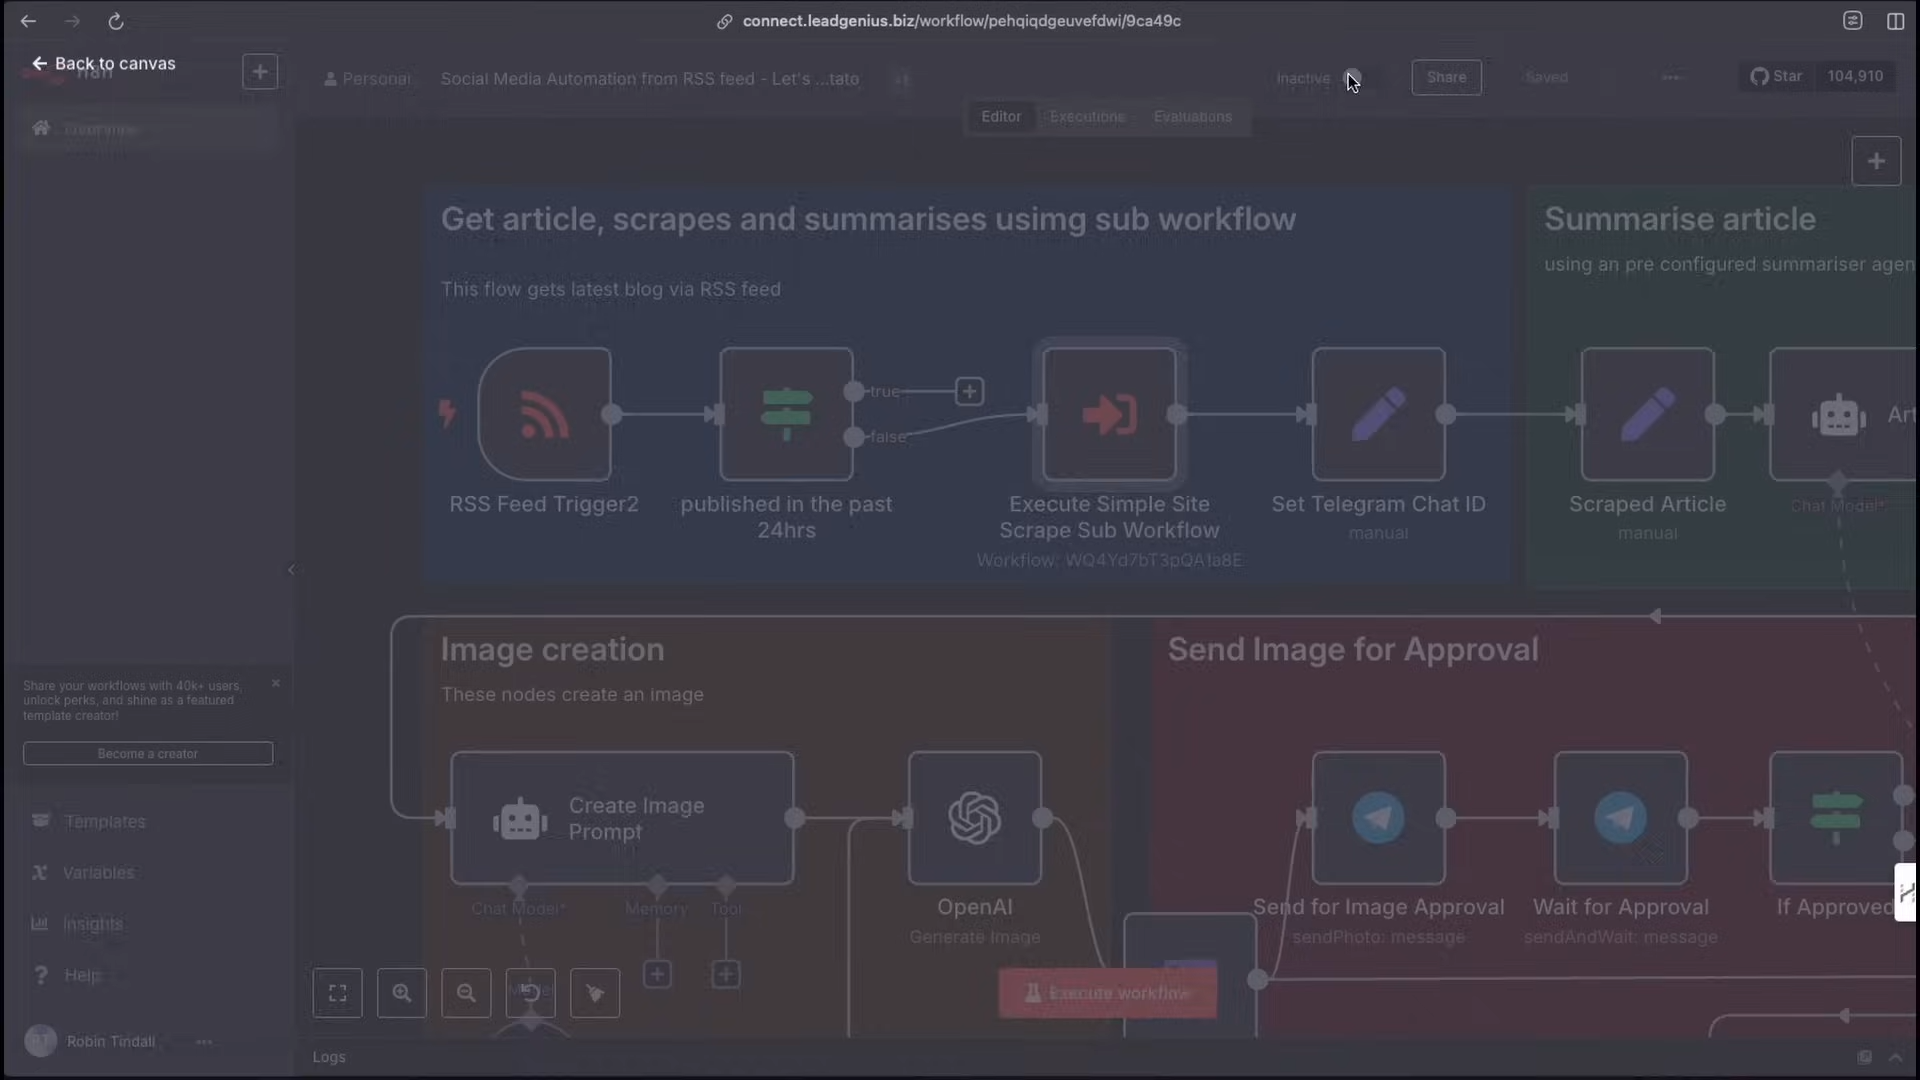 connect.leadgenius.biz/workflow/pehqiqdgeuvefdwi/9ca49c
Back to canvas
n8n
Personal
Social Media Automation from RSS feed - Let's ...tato
Inactive
Share
Saved
Star
104,910
Editor
Executions
Evaluations
Overview
Get article, scrapes and summarises usimg sub workflow
This flow gets latest blog via RSS feed
Summarise article
using an pre configured summariser agen
true
false
RSS Feed Trigger2
published in the past
24hrs
Execute Simple Site
Scrape Sub Workflow
Workflow: WQ4Yd7bT3pQA1a8E
Set Telegram Chat ID
manual
Scraped Article
manual
Art
Chat Model*
Image creation
These nodes create an image
Send Image for Approval
Share your workflows with 40k+ users,
unlock perks, and shine as a featured
template creator!
Become a creator
Create Image
Prompt
Chat Model*
Memory
Tool
OpenAI
Generate Image
Send for Image Approval
sendPhoto: message
Wait for Approval
sendAndWait: message
If Approved
Templates
Variables
Insights
Help
Model
Execute workflow
RT
Robin Tindall
Logs